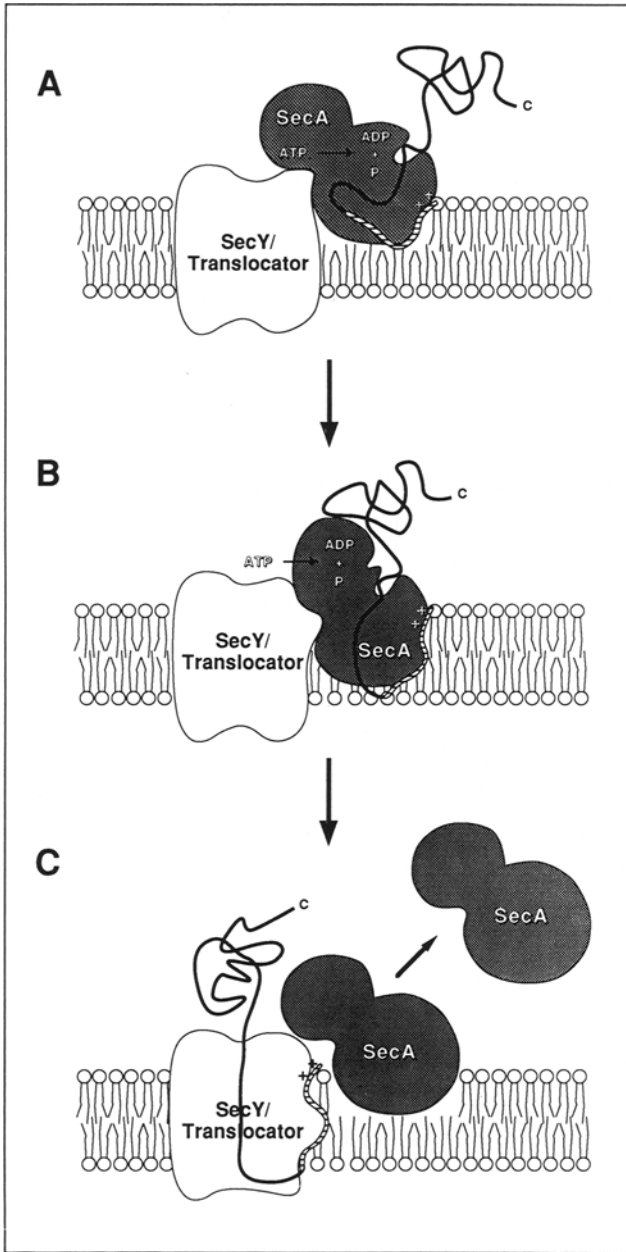 A
SecA
ADP
+
ATP
P
C
+
+
SecY/
Translocator
B
C
ADP
+
ATP
P
+
+
SecY/
Translocator
SecA
C
C
SecA
SecA
+
+
SecY/
Translocator